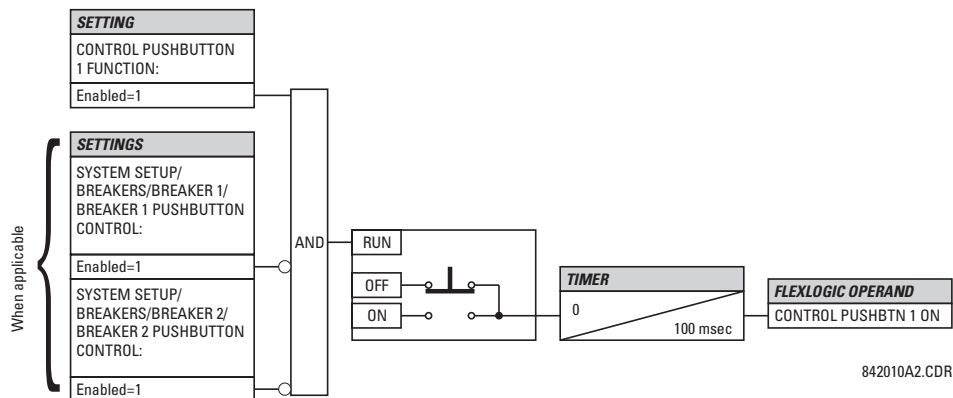 SETTING
CONTROL PUSHBUTTON
1 FUNCTION:
Enabled=1
When applicable
SETTINGS
SYSTEM SETUP/
BREAKERS/BREAKER 1/
BREAKER 1 PUSHBUTTON
CONTROL:
Enabled=1
SYSTEM SETUP/
BREAKERS/BREAKER 2/
BREAKER 2 PUSHBUTTON
CONTROL:
Enabled=1
AND
RUN
OFF
ON
TIMER
0
100 msec
FLEXLOGIC OPERAND
CONTROL PUSHBTN 1 ON
842010A2.CDR